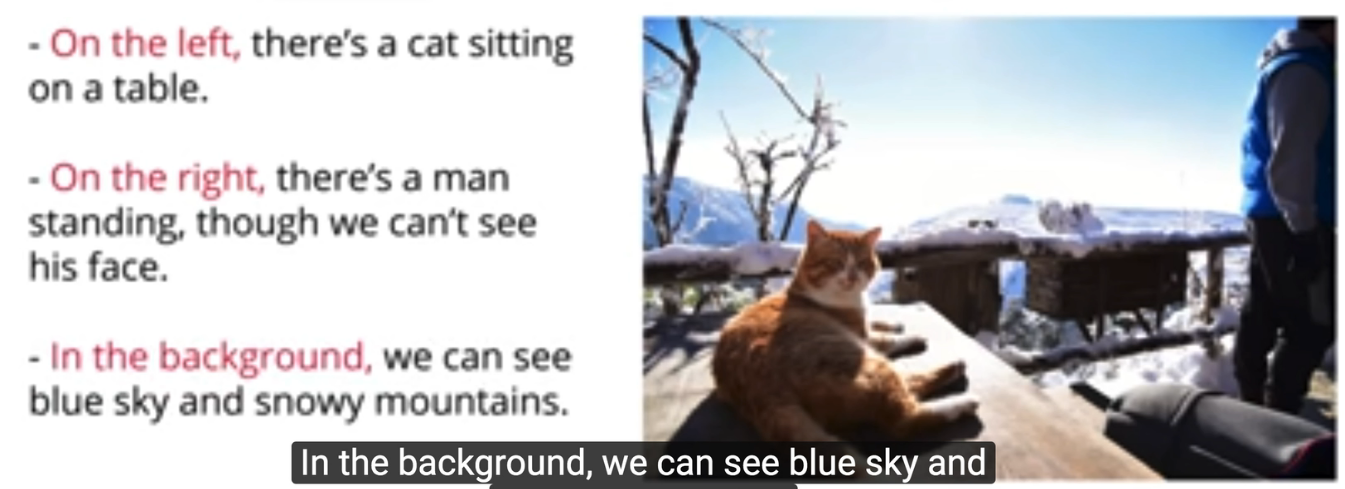 - On the left, there's a cat sitting
on a table.
- On the right, there's a man
standing, though we can't see
his face.
- In the background, we can see
blue sky and snowy mountains.
In the background, we can see blue sky and